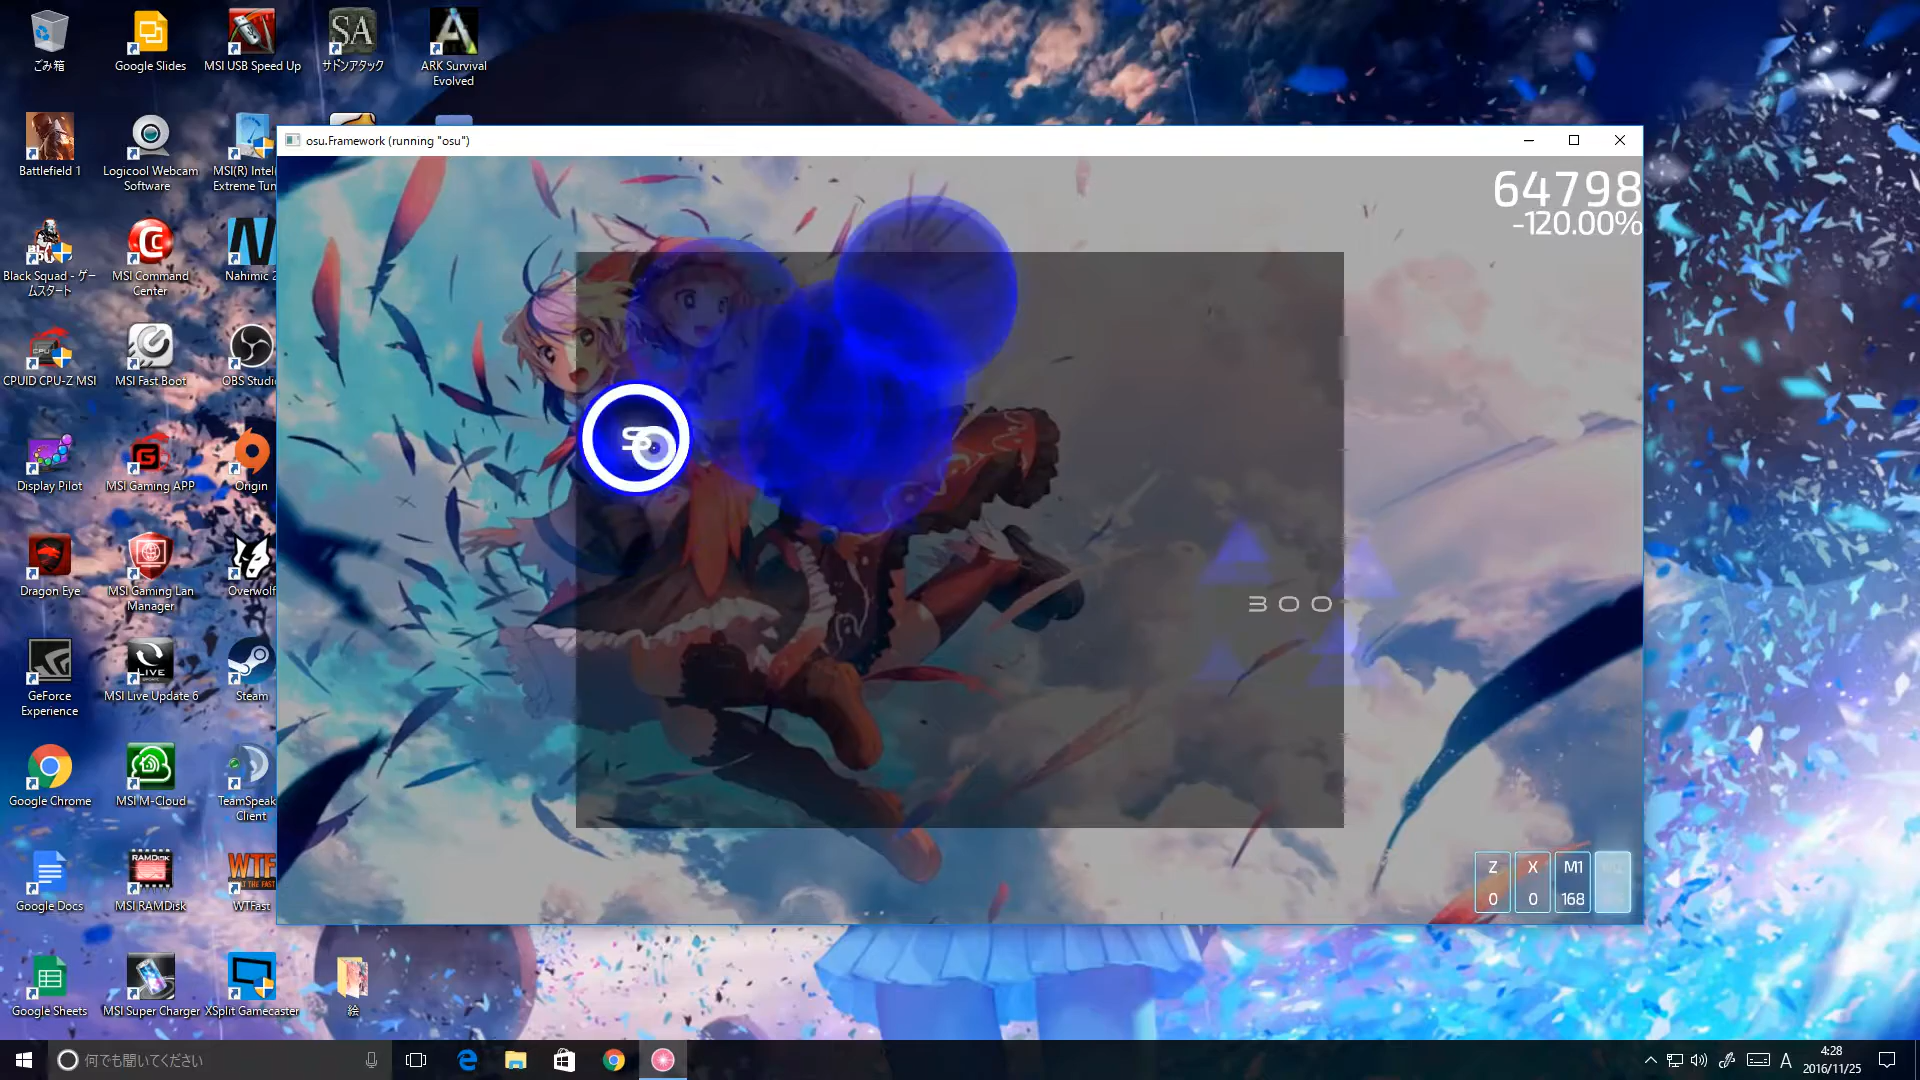 ごみ箱
Google Slides
MSI USB Speed Up
SA
サドンアタック
ARK Survival
Evolved
Battlefield 1
Logicool Webcam
Software
MSI(R) Intel
Extreme Tun
Black Squad - ゲー
ムスタート
MSI Command
Center
Nahimic 2
CPUID CPU-Z MSI
MSI Fast Boot
OBS Studi
Display Pilot
MSI Gaming APP
Origin
Dragon Eye
MSI Gaming Lan
Manager
Overwolf
GeForce
Experience
LIVE
MSI Live Update 6
Steam
Google Chrome
MSI M-Cloud
TeamSpeak
Client
Google Docs
RAMDisk
MSI RAMDisk
WTF
WTFast
Google Sheets
MSI Super Charger
XSplit Gamecaster
絵
osu.Framework (running "osu")
64798
-120.00%
300
Z
0
X
0
M1
168
何でも聞いてください
A
4:28
2016/11/25